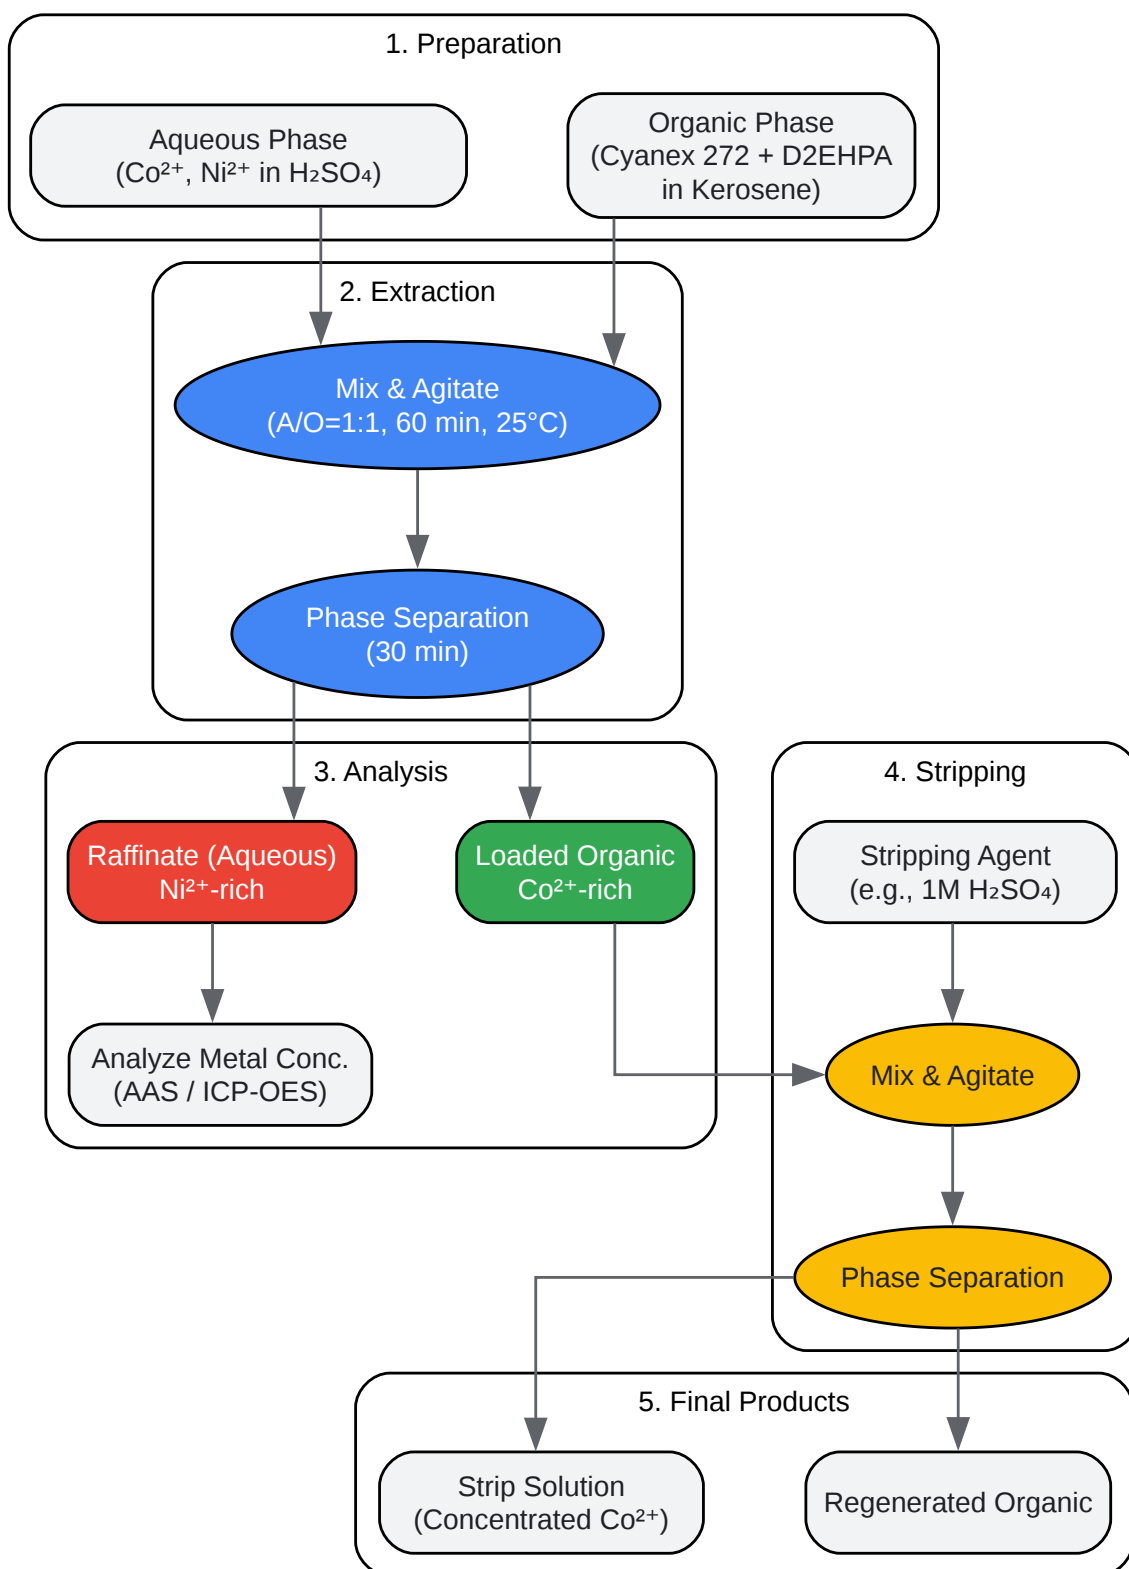 1. Preparation
Aqueous Phase
(Co²⁺, Ni²⁺ in H₂SO₄)
Organic Phase
(Cyanex 272 + D2EHPA
in Kerosene)
2. Extraction
Mix & Agitate
(A/O=1:1, 60 min, 25°C)
Phase Separation
(30 min)
3. Analysis
Raffinate (Aqueous)
Ni²⁺-rich
Loaded Organic
Co²⁺-rich
Analyze Metal Conc.
(AAS / ICP-OES)
4. Stripping
Stripping Agent
(e.g., 1M H₂SO₄)
Mix & Agitate
Phase Separation
5. Final Products
Strip Solution
(Concentrated Co²⁺)
Regenerated Organic